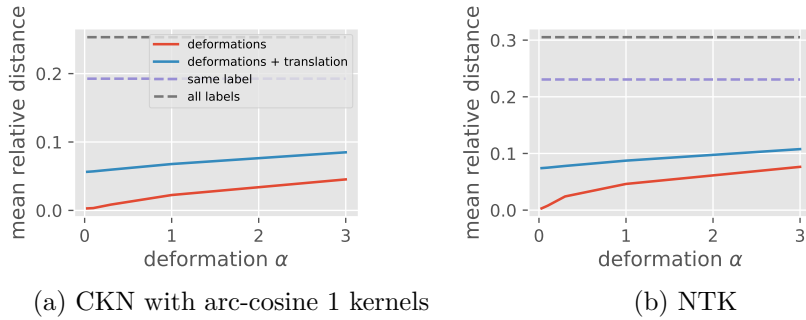 mean relative distance
0.2
0.1
0.0
deformations
deformations + translation
same label
all labels
0 1 2 3
deformation α
(a) CKN with arc-cosine 1 kernels
mean relative distance
0.3
0.2
0.1
0.0
0 1 2 3
deformation α
(b) NTK